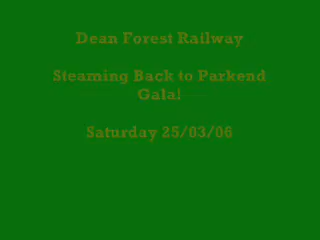 Dean Forest Railway
Steaming Back to Parkend
Gala!
Saturday 25/03/06